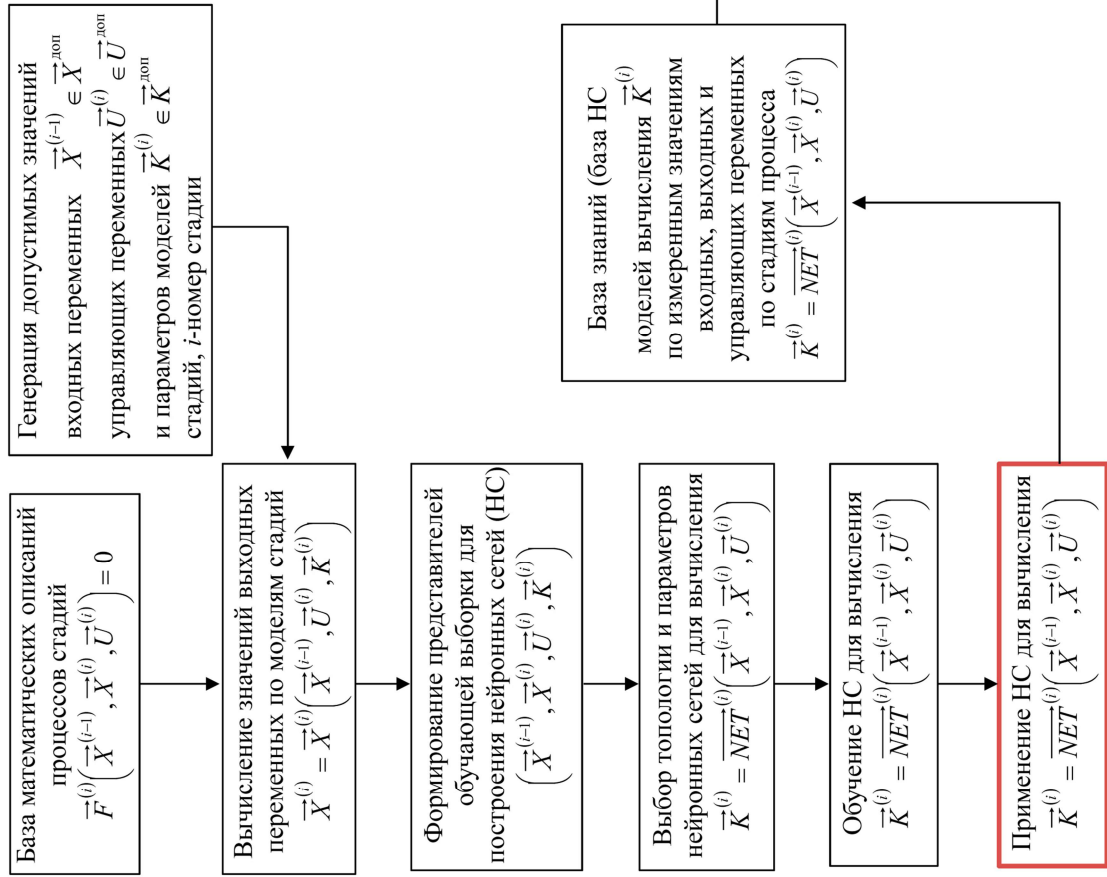 База математических описаний
процессов стадий
F⃗^(i)(X⃗^(i-1), X⃗^(i), U⃗^(i)) = 0
Генерация допустимых значений
входных переменных X⃗^(i-1) ∈ X⃗^доп
управляющих переменных U⃗^(i) ∈ U⃗^доп
и параметров моделей K⃗^(i) ∈ K⃗^доп
стадий, i-номер стадии
Вычисление значений выходных
переменных по моделям стадий
X⃗^(i) = X⃗^(i)(X⃗^(i-1), U⃗^(i), K⃗^(i))
Формирование представителей
обучающей выборки для
построения нейронных сетей (НС)
(X⃗^(i-1), X⃗^(i), U⃗^(i), K⃗^(i))
Выбор топологии и параметров
нейронных сетей для вычисления
K⃗^(i) = NET⃗^(i)(X⃗^(i-1), X⃗^(i), U⃗^(i))
Обучение НС для вычисления
K⃗^(i) = NET⃗^(i)(X⃗^(i-1), X⃗^(i), U⃗^(i))
Применение НС для вычисления
K⃗^(i) = NET⃗^(i)(X⃗^(i-1), X⃗^(i), U⃗^(i))
База знаний (база НС
моделей вычисления K⃗^(i)
по измеренным значениям
входных, выходных и
управляющих переменных
по стадиям процесса
K⃗^(i) = NET⃗^(i)(X⃗^(i-1), X⃗^(i), U⃗^(i))